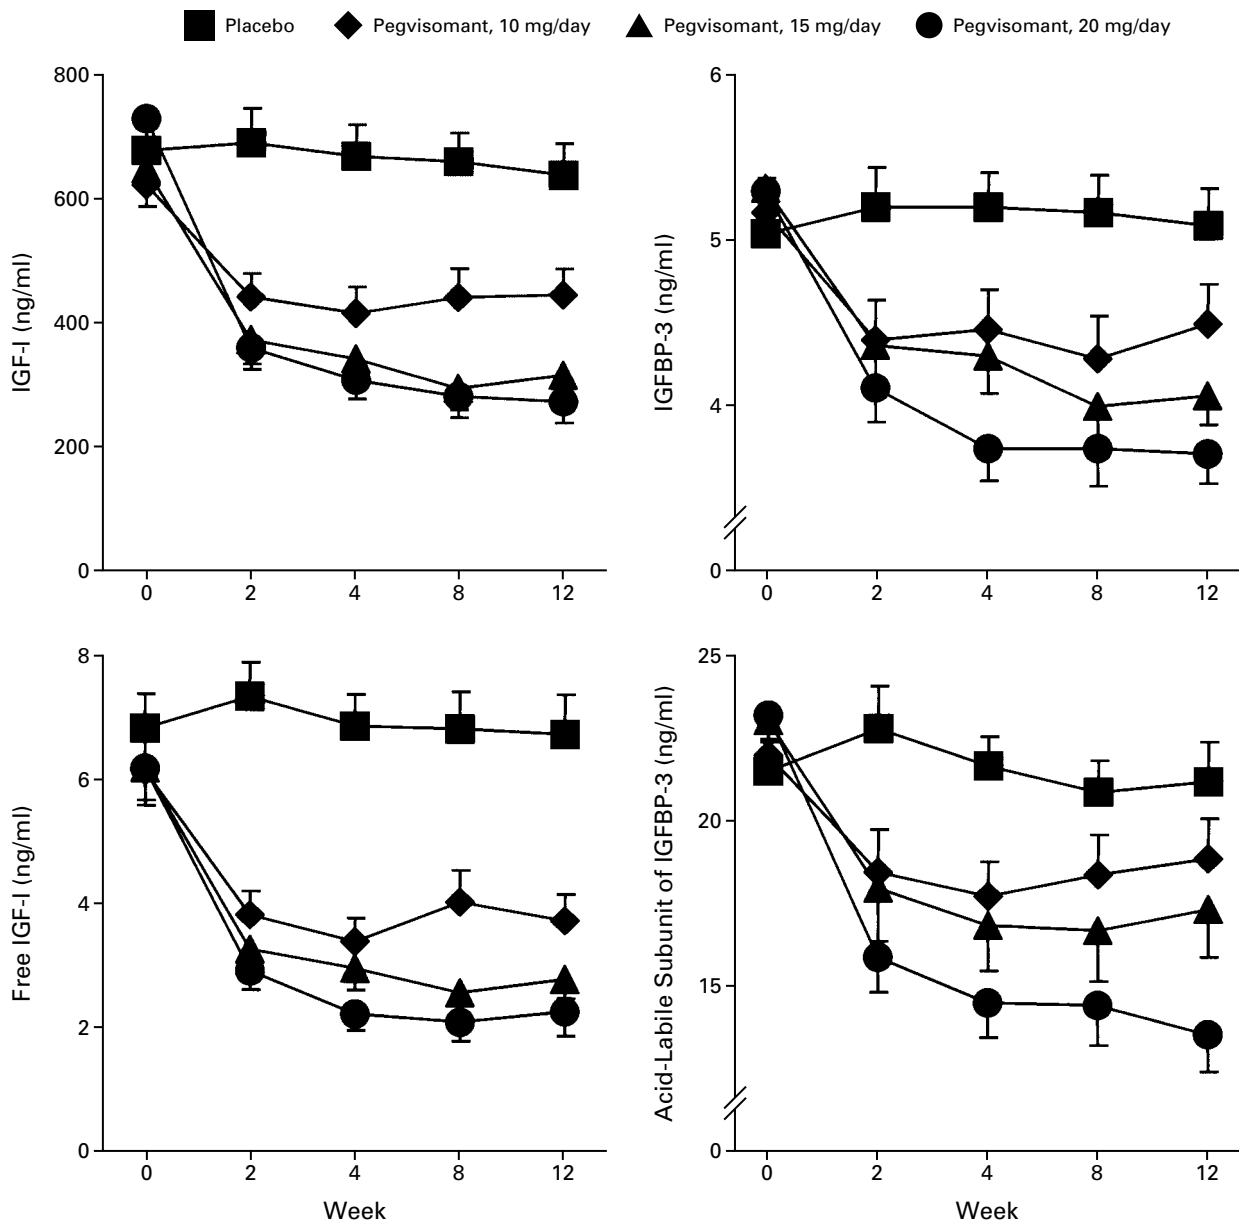 Placebo
Pegvisomant, 10 mg/day
Pegvisomant, 15 mg/day
Pegvisomant, 20 mg/day
IGF-I (ng/ml)
800
600
400
200
0
0 2 4 8 12
IGFBP-3 (ng/ml)
6
5
4
0
0 2 4 8 12
Free IGF-I (ng/ml)
8
6
4
2
0
0 2 4 8 12
Week
Acid-Labile Subunit of IGFBP-3 (ng/ml)
25
20
15
0
0 2 4 8 12
Week